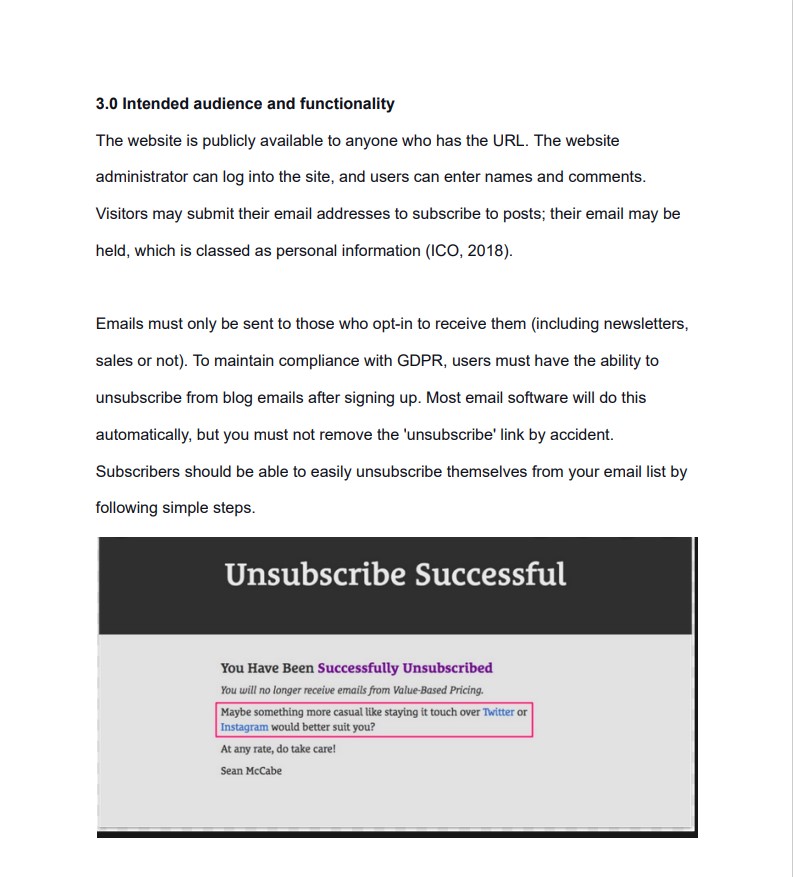 3.0 Intended audience and functionality
The website is publicly available to anyone who has the URL. The website
administrator can log into the site, and users can enter names and comments.
Visitors may submit their email addresses to subscribe to posts; their email may be
held, which is classed as personal information (ICO, 2018).
Emails must only be sent to those who opt-in to receive them (including newsletters,
sales or not). To maintain compliance with GDPR, users must have the ability to
unsubscribe from blog emails after signing up. Most email software will do this
automatically, but you must not remove the 'unsubscribe' link by accident.
Subscribers should be able to easily unsubscribe themselves from your email list by
following simple steps.
Unsubscribe Successful
You Have Been Successfully Unsubscribed
You will no longer receive emails from Value-Based Pricing.
Maybe something more casual like staying it touch over Twitter or
Instagram would better suit you?
At any rate, do take care!
Sean McCabe